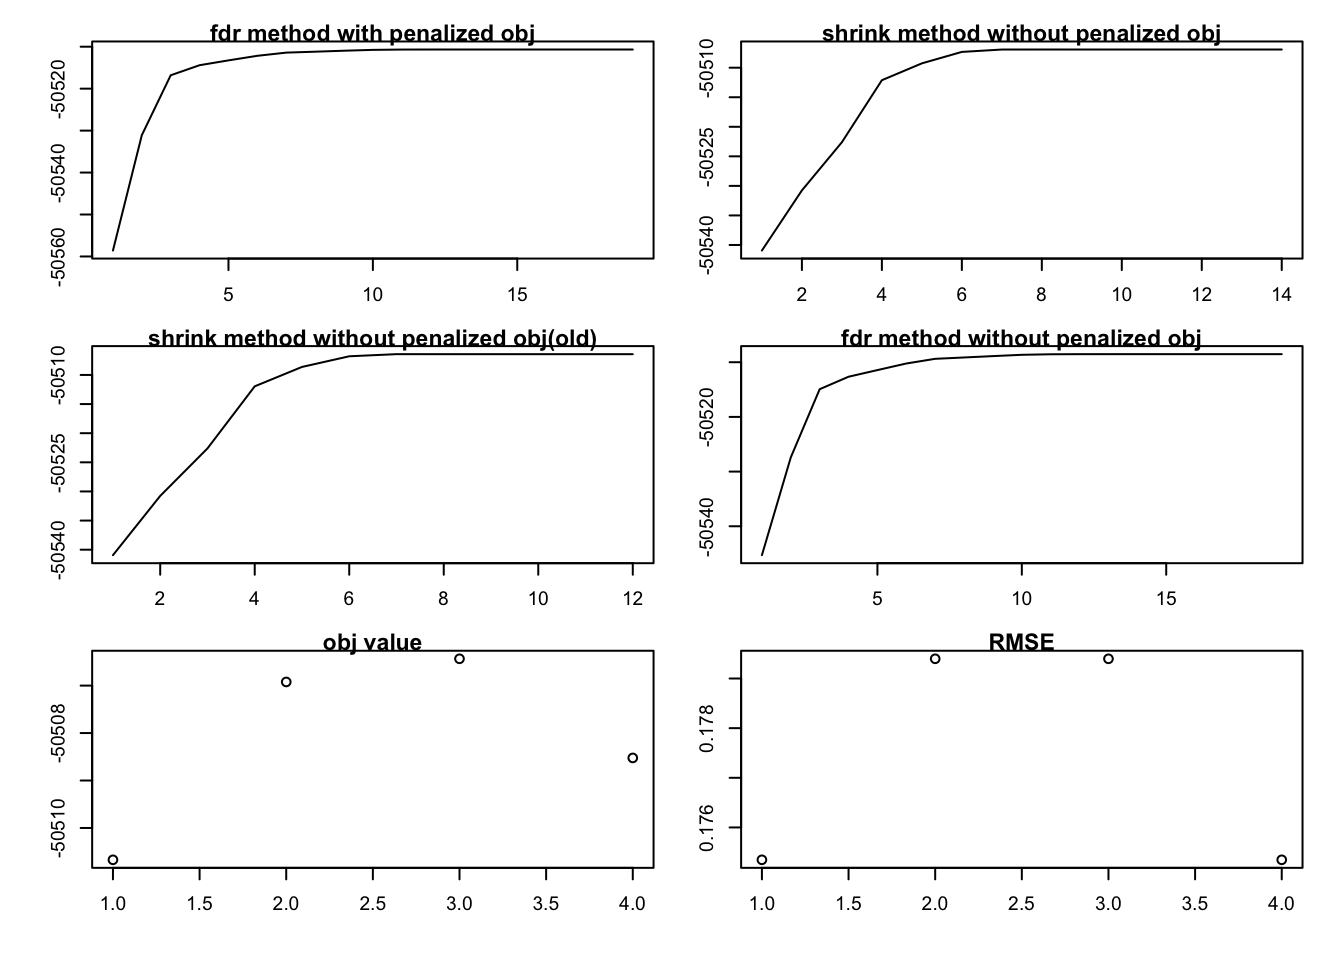 fdr method with penalized obj
-50520
-50540
-50560
5 10 15
shrink method without penalized obj
-50510
-50525
-50540
2 4 6 8 10 12 14
shrink method without penalized obj(old)
-50510
-50525
-50540
2 4 6 8 10 12
fdr method without penalized obj
-50520
-50540
5 10 15
obj value
-50508
-50510
1.0 1.5 2.0 2.5 3.0 3.5 4.0
RMSE
0.178
0.176
1.0 1.5 2.0 2.5 3.0 3.5 4.0